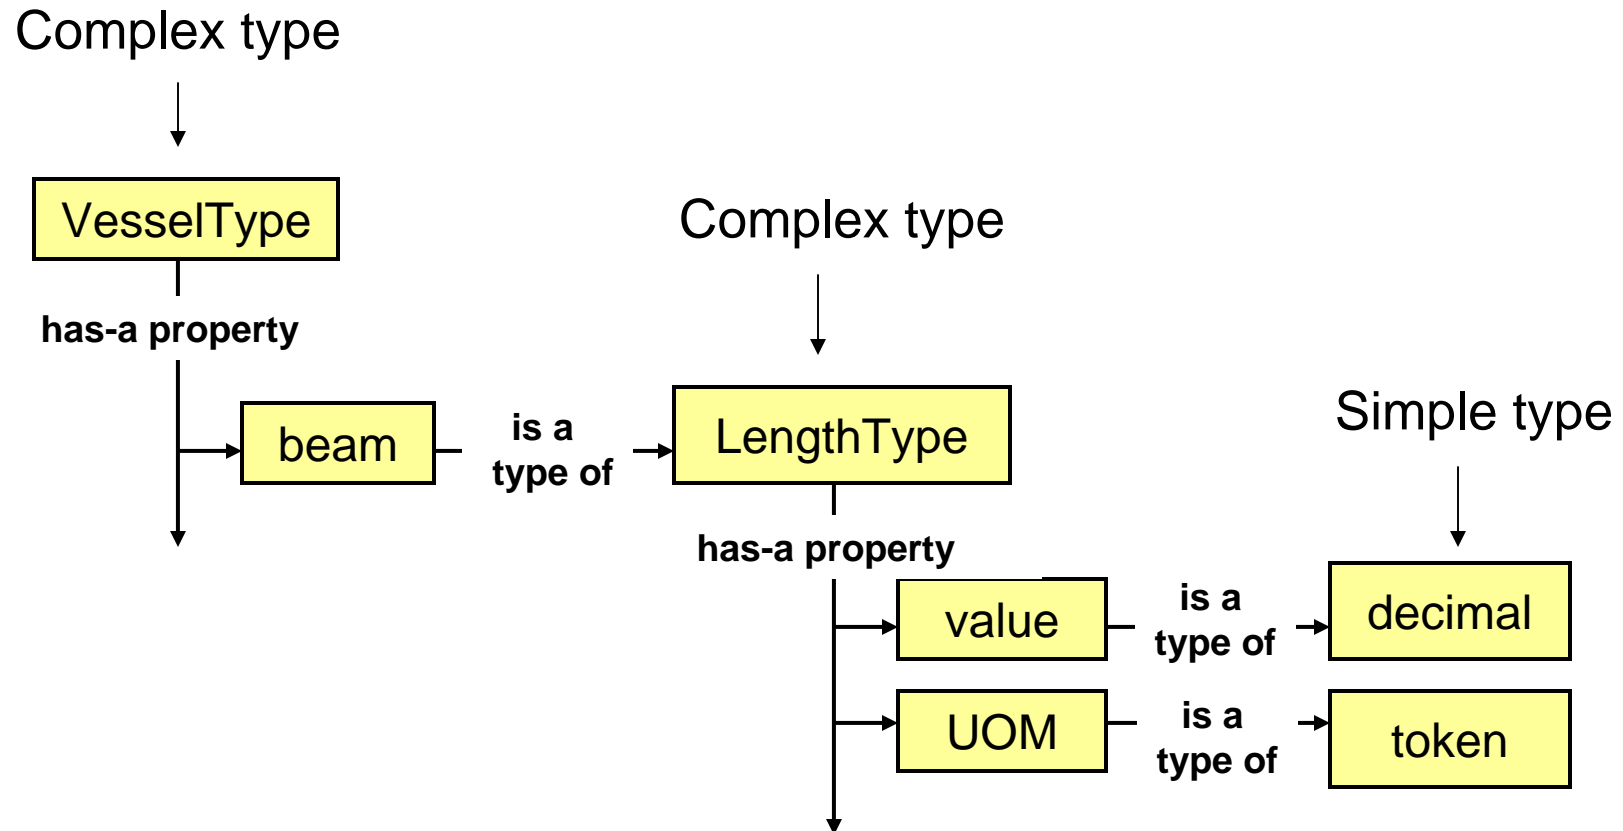 Complex type
VesselType
has-a property
beam
is a
type of
Complex type
LengthType
has-a property
value
is a
type of
Simple type
decimal
UOM
is a
type of
token